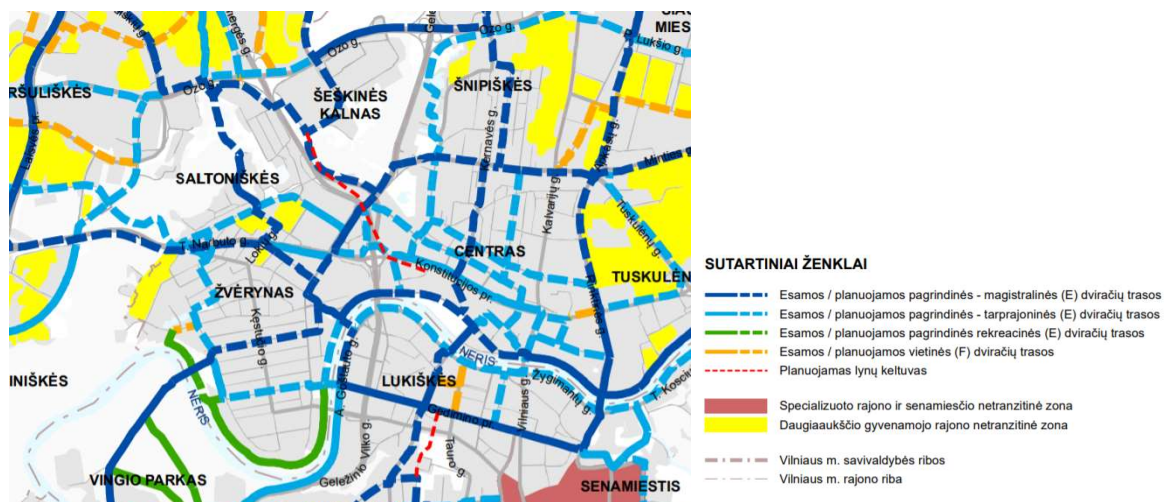 ŠIAU
MIES
Ozo g.
P. Lukšio g.
Ozo g.
ŠNIPIŠKĖS
ŠEŠKINĖS
KALNAS
RŠULIŠKĖS
Ozo g.
Laisvės pr.
Kernavės g.
Minties g.
SALTONIŠKĖS
Kalvarijų g.
Tuskulėnų g.
T. Narbuto g.
CENTRAS
Konstitucijos pr.
TUSKULĖN
ŽVĖRYNAS
Kęstučio g.
A. Goštauto g.
NERIS
INIŠKĖS
LUKIŠKĖS
Žygimantų g.
T. Kosciu
NERIS
Vilniaus g.
Gedimino pr.
Tauro g.
Geležinio Vilko g.
VINGIO PARKAS
SENAMIESTIS
SUTARTINIAI ŽENKLAI
Esamos / planuojamos pagrindinės - magistralinės (E) dviračių trasos
Esamos / planuojamos pagrindinės - tarprajoninės (E) dviračių trasos
Esamos / planuojamos pagrindinės rekreacinės (E) dviračių trasos
Esamos / planuojamos vietinės (F) dviračių trasos
Planuojamas lynų keltuvas
Specializuoto rajono ir senamiesčio netranzitinė zona
Daugiaaukščio gyvenamojo rajono netranzitinė zona
Vilniaus m. savivaldybės ribos
Vilniaus m. rajono riba